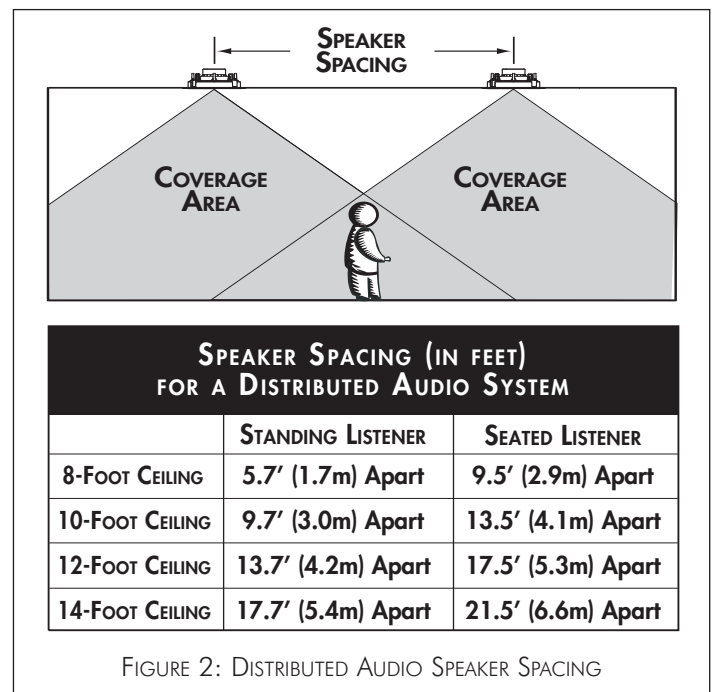 SPEAKER
SPACING
COVERAGE
AREA
COVERAGE
AREA
SPEAKER SPACING (IN FEET)
FOR A DISTRIBUTED AUDIO SYSTEM
STANDING LISTENER SEATED LISTENER
8-FOOT CEILING 5.7′ (1.7m) Apart 9.5′ (2.9m) Apart
10-FOOT CEILING 9.7′ (3.0m) Apart 13.5′ (4.1m) Apart
12-FOOT CEILING 13.7′ (4.2m) Apart 17.5′ (5.3m) Apart
14-FOOT CEILING 17.7′ (5.4m) Apart 21.5′ (6.6m) Apart
FIGURE 2: DISTRIBUTED AUDIO SPEAKER SPACING